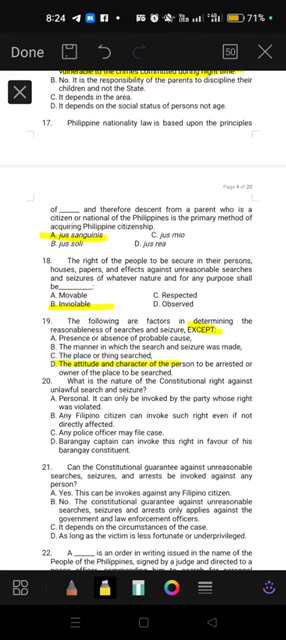 8:24
71%
Done
50
vulnerable to the crimes committed during night time.
B. No. It is the responsibility of the parents to discipline their
children and not the State.
C. It depends in the area.
D. It depends on the social status of persons not age.
17. Philippine nationality law is based upon the principles
Page 4 of 20
of _____ and therefore descent from a parent who is a
citizen or national of the Philippines is the primary method of
acquiring Philippine citizenship.
A. jus sanguinis C. jus mio
B. jus soli D. jus rea
18. The right of the people to be secure in their persons,
houses, papers, and effects against unreasonable searches
and seizures of whatever nature and for any purpose shall
be________:
A. Movable C. Respected
B. Inviolable D. Observed
19. The following are factors in determining the
reasonableness of searches and seizure, EXCEPT:
A. Presence or absence of probable cause,
B. The manner in which the search and seizure was made,
C. The place or thing searched,
D. The attitude and character of the person to be arrested or
owner of the place to be searched.
20. What is the nature of the Constitutional right against
unlawful search and seizure?
A. Personal. It can only be invoked by the party whose right
was violated.
B. Any Filipino citizen can invoke such right even if not
directly affected.
C. Any police officer may file case.
D. Barangay captain can invoke this right in favour of his
barangay constituent.
21. Can the Constitutional guarantee against unreasonable
searches, seizures, and arrests be invoked against any
person?
A. Yes. This can be invokes against any Filipino citizen.
B. No. The constitutional guarantee against unreasonable
searches, seizures and arrests only applies against the
government and law enforcement officers.
C. It depends on the circumstances of the case.
D. As long as the victim is less fortunate or underprivileged.
22. A _____ is an order in writing issued in the name of the
People of the Philippines, signed by a judge and directed to a
peace officer, commanding him to search for personal